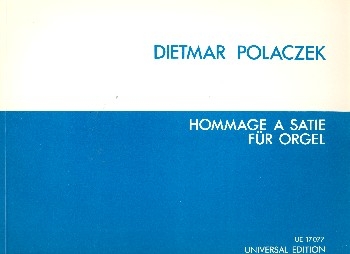 DIETMAR POLACZEK
HOMMAGE A SATIE
FÜR ORGEL
UE 17077
UNIVERSAL EDITION